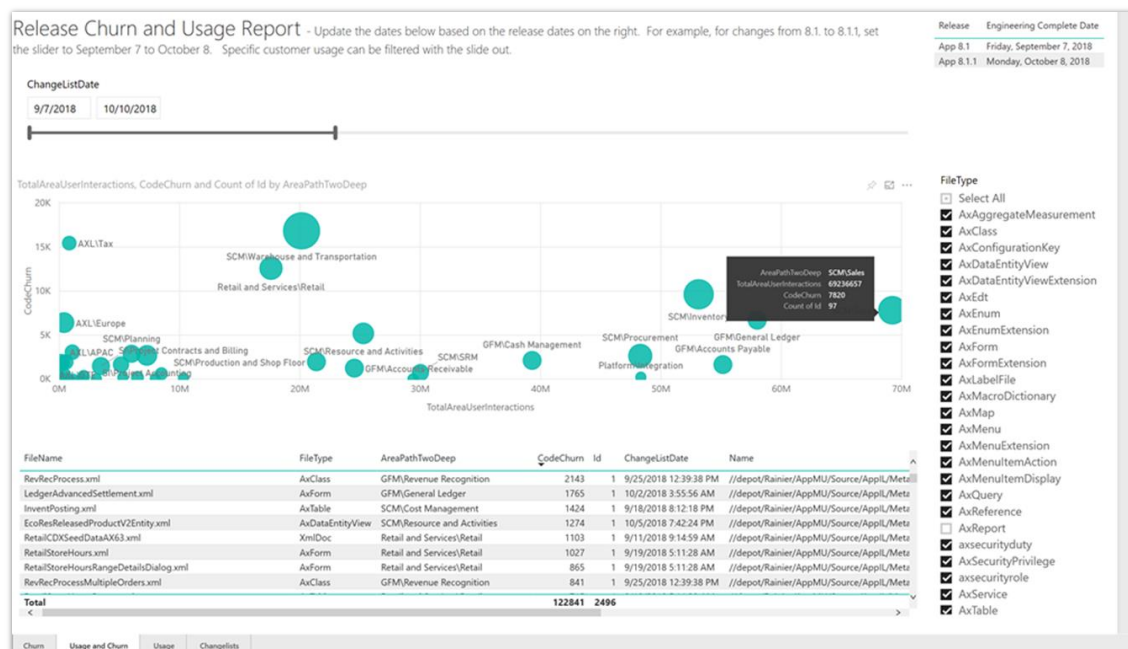 Release Churn and Usage Report - Update the dates below based on the release dates on the right. For example, for changes from 8.1. to 8.1.1, set
the slider to September 7 to October 8. Specific customer usage can be filtered with the slide out.
Release Engineering Complete Date
App 8.1 Friday, September 7, 2018
App 8.1.1 Monday, October 8, 2018
ChangeListDate
9/7/2018 10/10/2018
TotalAreaUserInteractions, CodeChurn and Count of Id by AreaPathTwoDeep
20K
15K
10K
5K
0K
CodeChurn
AXL\Tax
SCM\Warehouse and Transportation
Retail and Services\Retail
AXL\Europe
SCM\Planning
AXL\APAC
Project Contracts and Billing
SCM\Production and Shop Floor
Project Accounting
SCM\Resource and Activities
GFM\Accounts Receivable
SCM\SRM
GFM\Cash Management
SCM\Procurement
Platform\Integration
SCM\Inventory
GFM\General Ledger
GFM\Accounts Payable
AreaPathTwoDeep SCM\Sales
TotalAreaUserInteractions 69236657
CodeChurn 7820
Count of Id 97
0M 10M 20M 30M 40M 50M 60M 70M
TotalAreaUserInteractions
FileName FileType AreaPathTwoDeep CodeChurn Id ChangeListDate Name
RevRecProcess.xml AxClass GFM\Revenue Recognition 2143 1 9/25/2018 12:39:38 PM //depot/Rainier/AppMU/Source/AppIL/Meta
LedgerAdvancedSettlement.xml AxForm GFM\General Ledger 1765 1 10/2/2018 3:55:56 AM //depot/Rainier/AppMU/Source/AppIL/Meta
InventPosting.xml AxTable SCM\Cost Management 1424 1 9/18/2018 8:12:18 PM //depot/Rainier/AppMU/Source/AppIL/Meta
EcoResReleasedProductV2Entity.xml AxDataEntityView SCM\Resource and Activities 1274 1 10/5/2018 7:42:24 PM //depot/Rainier/AppMU/Source/AppIL/Meta
RetailCDXSeedDataAX63.xml XmlDoc Retail and Services\Retail 1103 1 9/11/2018 9:14:59 AM //depot/Rainier/AppMU/Source/AppIL/Meta
RetailStoreHours.xml AxForm Retail and Services\Retail 1027 1 9/19/2018 5:11:28 AM //depot/Rainier/AppMU/Source/AppIL/Meta
RetailStoreHoursRangeDetailsDialog.xml AxForm Retail and Services\Retail 865 1 9/19/2018 5:11:28 AM //depot/Rainier/AppMU/Source/AppIL/Meta
RevRecProcessMultipleOrders.xml AxClass GFM\Revenue Recognition 841 1 9/25/2018 12:39:38 PM //depot/Rainier/AppMU/Source/AppIL/Meta
Total 122841 2496
FileType
Select All
AxAggregateMeasurement
AxClass
AxConfigurationKey
AxDataEntityView
AxDataEntityViewExtension
AxEdt
AxEnum
AxEnumExtension
AxForm
AxFormExtension
AxLabelFile
AxMacroDictionary
AxMap
AxMenu
AxMenuExtension
AxMenuItemAction
AxMenuItemDisplay
AxQuery
AxReference
AxReport
axsecurityduty
AxSecurityPrivilege
axsecurityrole
AxService
AxTable
Churn Usage and Churn Usage Changelists